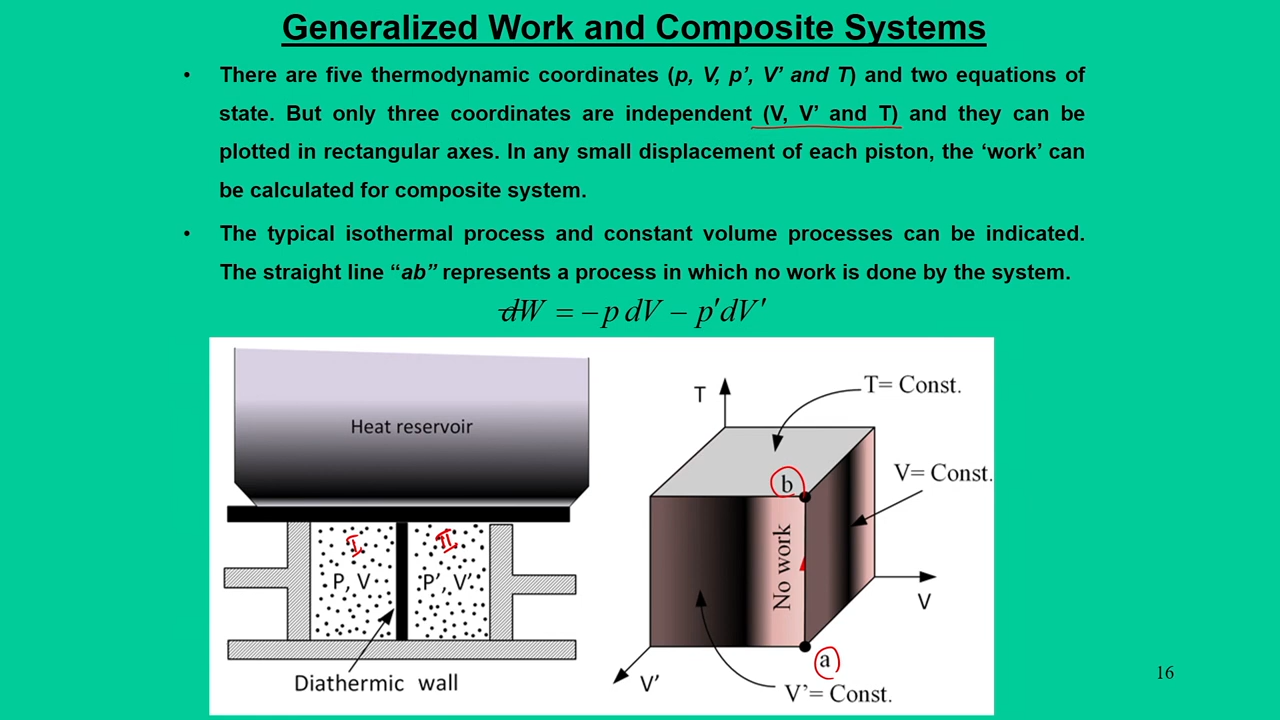 Generalized Work and Composite Systems
• There are five thermodynamic coordinates (p, V, p’, V’ and T) and two equations of
state. But only three coordinates are independent (V, V’ and T) and they can be
plotted in rectangular axes. In any small displacement of each piston, the ‘work’ can
be calculated for composite system.
• The typical isothermal process and constant volume processes can be indicated.
The straight line “ab” represents a process in which no work is done by the system.
đW = − p dV − p′dV′
Heat reservoir
I II
P, V P’, V’
Diathermic wall
T
T= Const.
V= Const.
b
No work
V
a
V’
V’= Const.
16